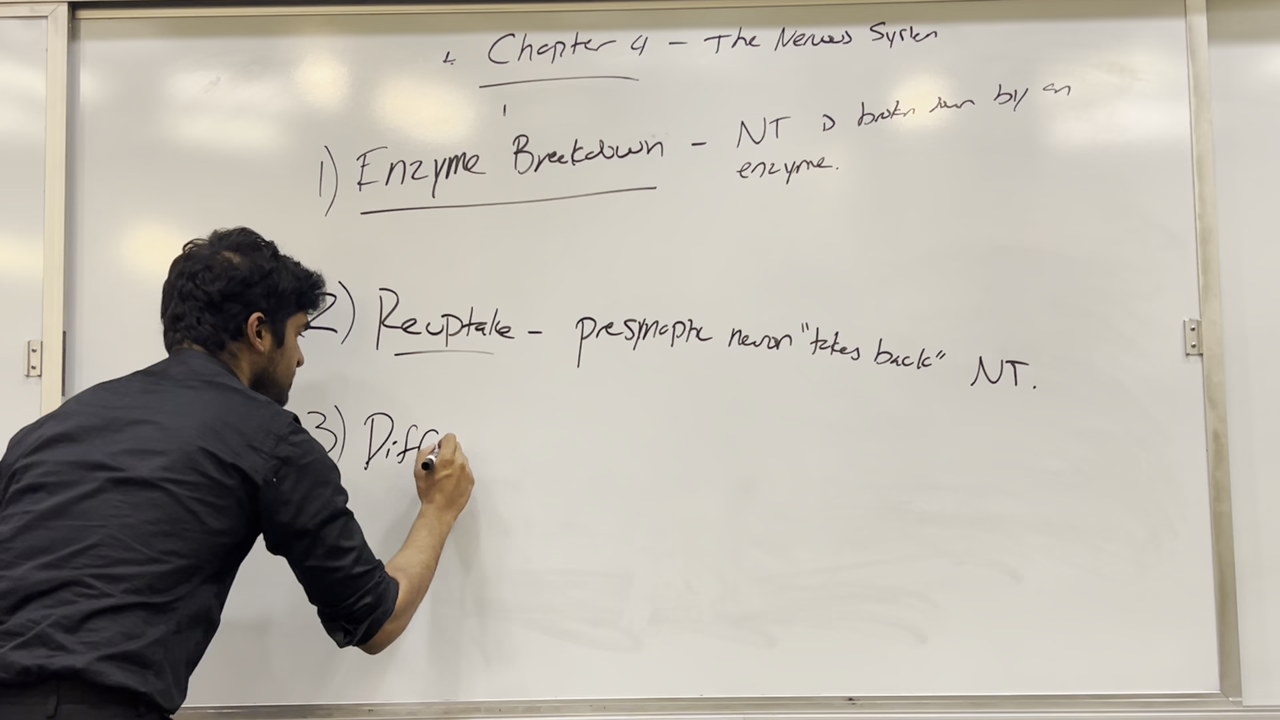 Chapter 4 - The Nervous System
1) Enzyme Breakdown - NT is broken down by an
enzyme.
2) Reuptake - presynaptic neuron "takes back" NT.
3) Diff